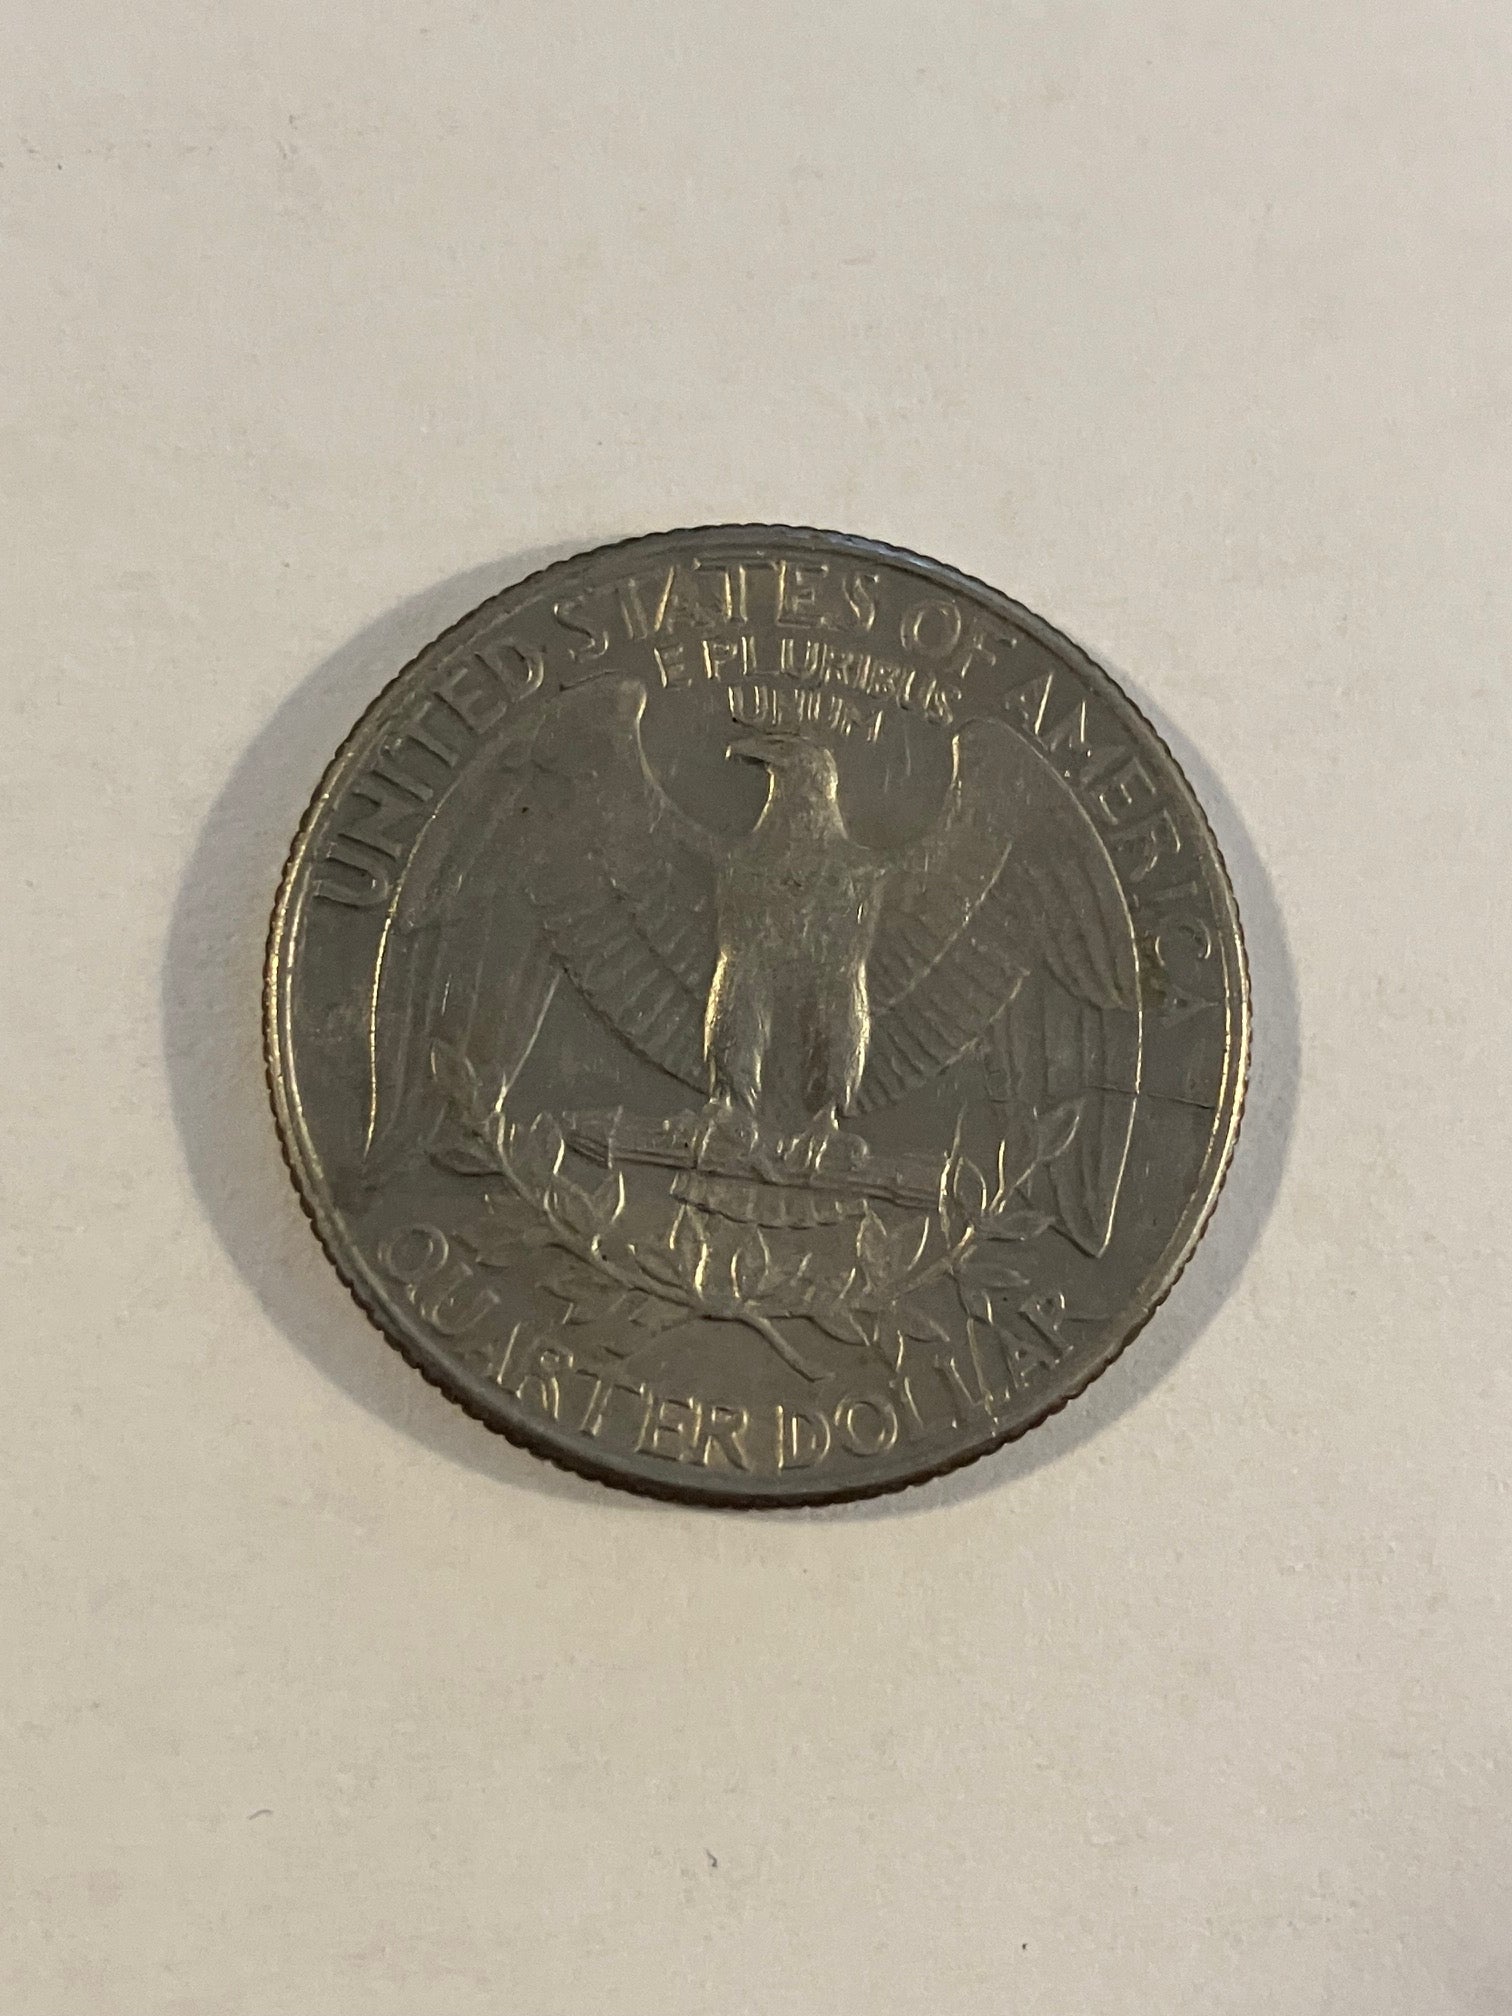 UNITED STATES OF AMERICA
E PLURIBUS
UNUM
QUARTER DOLLAR